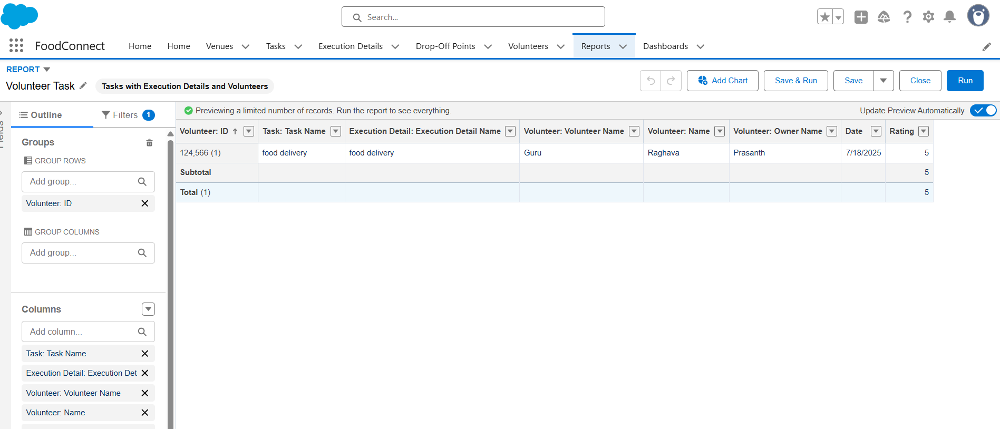 Search...
FoodConnect
Home
Home
Venues
Tasks
Execution Details
Drop-Off Points
Volunteers
Reports
Dashboards
REPORT
Volunteer Task
Tasks with Execution Details and Volunteers
Add Chart
Save & Run
Save
Close
Run
Fields
Outline
Filters 1
Previewing a limited number of records. Run the report to see everything.
Update Preview Automatically
Groups
GROUP ROWS
Add group...
Volunteer: ID
GROUP COLUMNS
Add group...
Columns
Add column...
Task: Task Name
Execution Detail: Execution Det
Volunteer: Volunteer Name
Volunteer: Name
Volunteer: ID Task: Task Name Execution Detail: Execution Detail Name Volunteer: Volunteer Name Volunteer: Name Volunteer: Owner Name Date Rating
124,566 (1) food delivery food delivery Guru Raghava Prasanth 7/18/2025 5
Subtotal 5
Total (1) 5